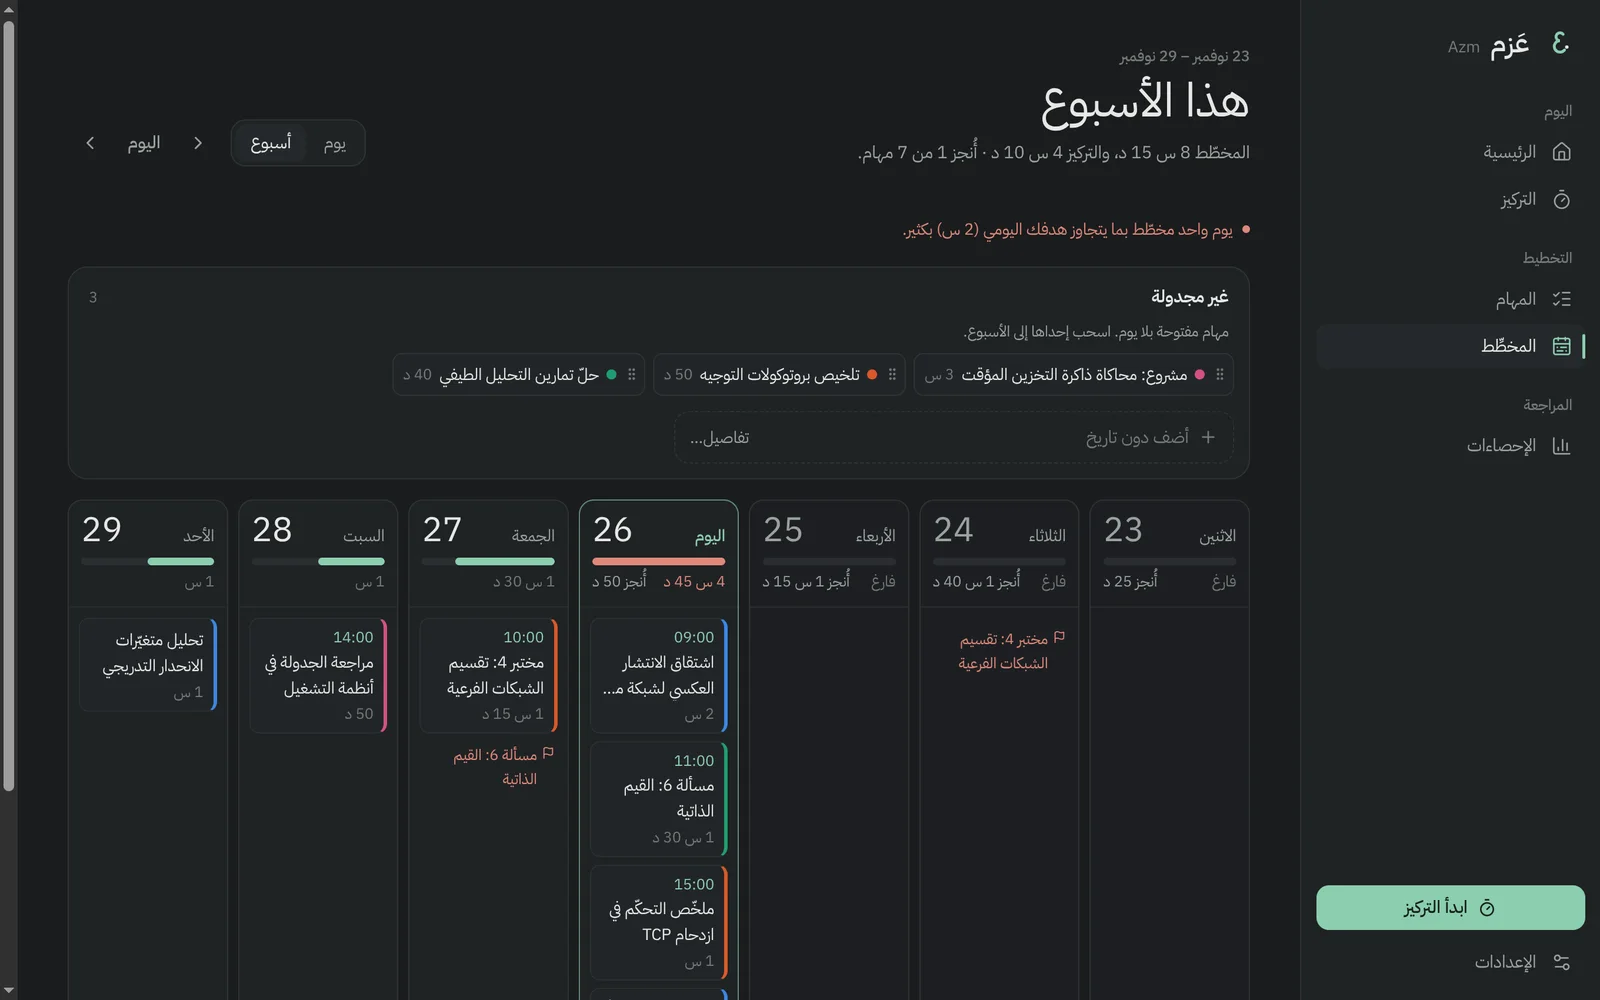 عَزم Azm
اليوم
الرئيسية
التركيز
التخطيط
المهام
المخطَّط
المراجعة
الإحصاءات
ابدأ التركيز
الإعدادات
23 نوفمبر – 29 نوفمبر
هذا الأسبوع
المخطّط 8 س 15 د، والتركيز 4 س 10 د · أُنجز 1 من 7 مهام.
يوم
أسبوع
اليوم
يوم واحد مخطّط بما يتجاوز هدفك اليومي (2 س) بكثير.
غير مجدولة
3
مهام مفتوحة بلا يوم. اسحب إحداها إلى الأسبوع.
مشروع: محاكاة ذاكرة التخزين المؤقت 3 س
تلخيص بروتوكولات التوجيه 50 د
حلّ تمارين التحليل الطيفي 40 د
أضف دون تاريخ
تفاصيل...
الاثنين 23
فارغ أُنجز 25 د
الثلاثاء 24
فارغ أُنجز 1 س 40 د
مختبر 4: تقسيم
الشبكات الفرعية
الأربعاء 25
فارغ أُنجز 1 س 15 د
اليوم 26
4 س 45 د أُنجز 50 د
09:00
اشتقاق الانتشار
العكسي لشبكة مـ...
2 س
11:00
مسألة 6: القيم
الذاتية
1 س 30 د
15:00
ملخّص التحكّم في
ازدحام TCP
1 س
الجمعة 27
1 س 30 د
10:00
مختبر 4: تقسيم
الشبكات الفرعية
1 س 15 د
مسألة 6: القيم
الذاتية
السبت 28
1 س
14:00
مراجعة الجدولة في
أنظمة التشغيل
50 د
الأحد 29
1 س
تحليل متغيّرات
الانحدار التدريجي
1 س